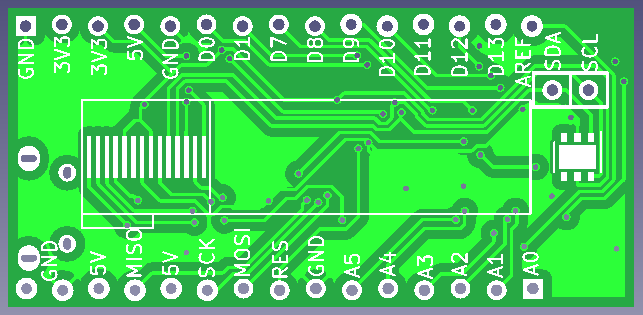 GND 3V3 3V3 5V GND D0 D1 D7 D8 D9 D10 D11 D12 D13 AREF SDA SCL
GND 5V MISO 5V SCK MOSI RES GND A5 A4 A3 A2 A1 A0